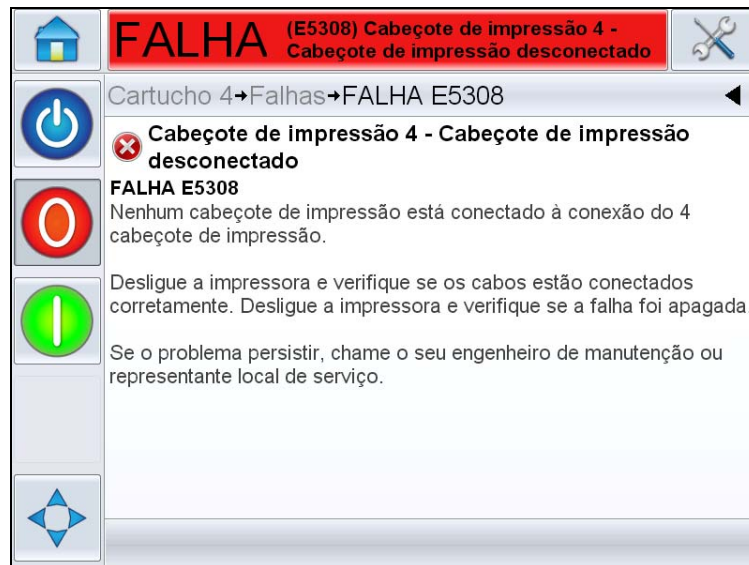 FALHA
(E5308) Cabeçote de impressão 4 -
Cabeçote de impressão desconectado
Cartucho 4→Falhas→FALHA E5308
Cabeçote de impressão 4 - Cabeçote de impressão
desconectado
FALHA E5308
Nenhum cabeçote de impressão está conectado à conexão do 4
cabeçote de impressão.
Desligue a impressora e verifique se os cabos estão conectados
corretamente. Desligue a impressora e verifique se a falha foi apagada
Se o problema persistir, chame o seu engenheiro de manutenção ou
representante local de serviço.